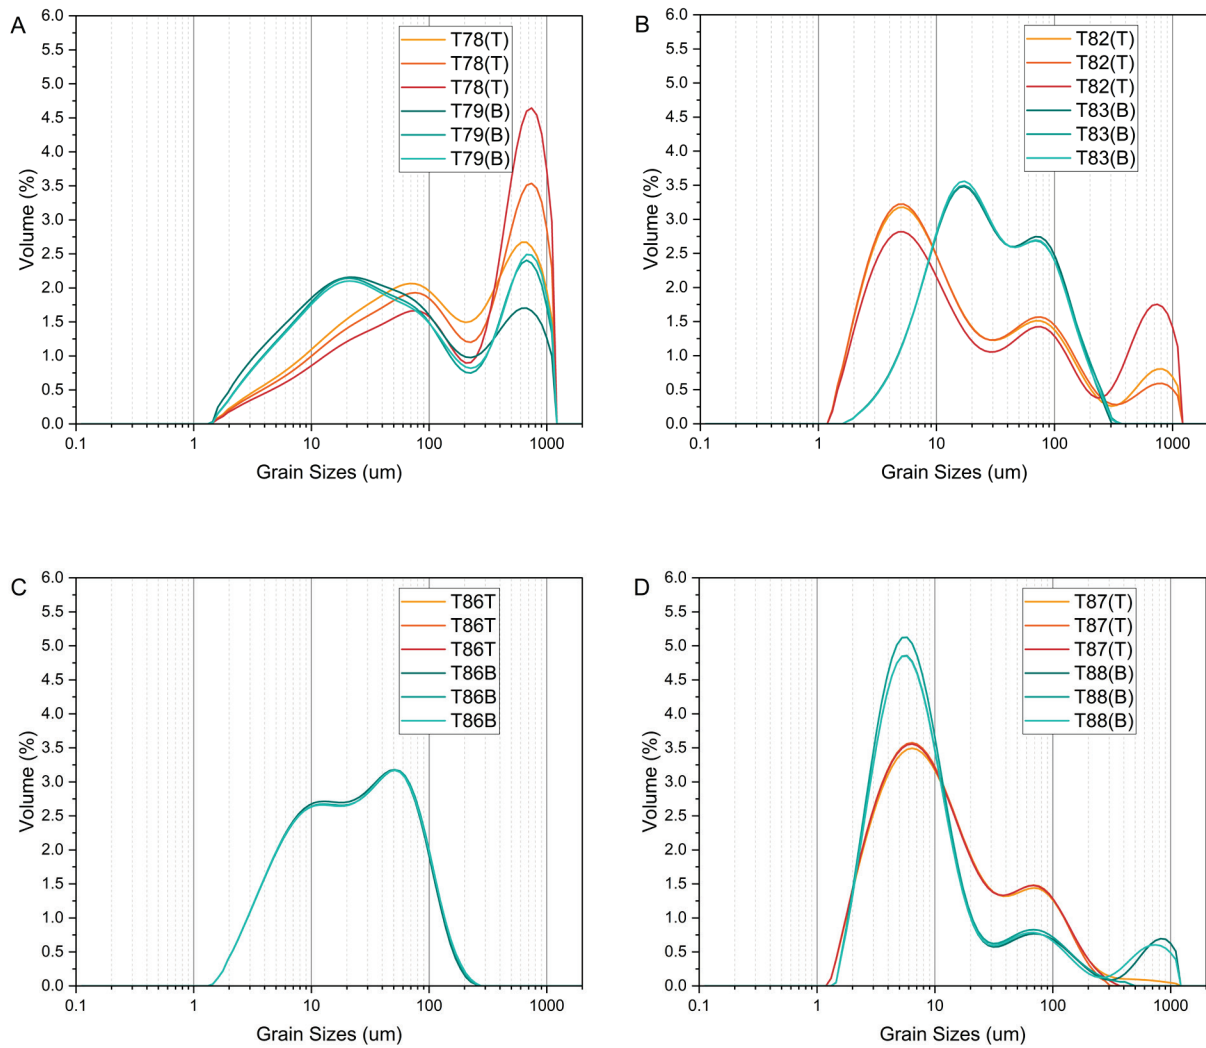 A
6.0
5.5
5.0
4.5
4.0
3.5
3.0
2.5
2.0
1.5
1.0
0.5
0.0
Volume (%)
T78(T)
T78(T)
T78(T)
T79(B)
T79(B)
T79(B)
0.1 1 10 100 1000
Grain Sizes (um)
B
6.0
5.5
5.0
4.5
4.0
3.5
3.0
2.5
2.0
1.5
1.0
0.5
0.0
Volume (%)
T82(T)
T82(T)
T82(T)
T83(B)
T83(B)
T83(B)
0.1 1 10 100 1000
Grain Sizes (um)
C
6.0
5.5
5.0
4.5
4.0
3.5
3.0
2.5
2.0
1.5
1.0
0.5
0.0
Volume (%)
T86T
T86T
T86T
T86B
T86B
T86B
0.1 1 10 100 1000
Grain Sizes (um)
D
6.0
5.5
5.0
4.5
4.0
3.5
3.0
2.5
2.0
1.5
1.0
0.5
0.0
Volume (%)
T87(T)
T87(T)
T87(T)
T88(B)
T88(B)
T88(B)
0.1 1 10 100 1000
Grain Sizes (um)